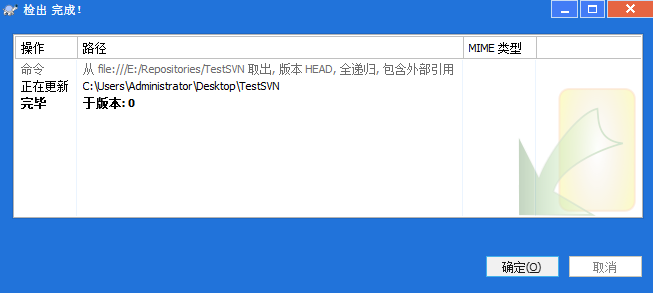 检出 完成!
操作 路径 MIME 类型
命令 从 file:///E:/Repositories/TestSVN 取出, 版本 HEAD, 全递归, 包含外部引用
正在更新 C:\Users\Administrator\Desktop\TestSVN
完毕 于版本: 0
确定(O) 取消